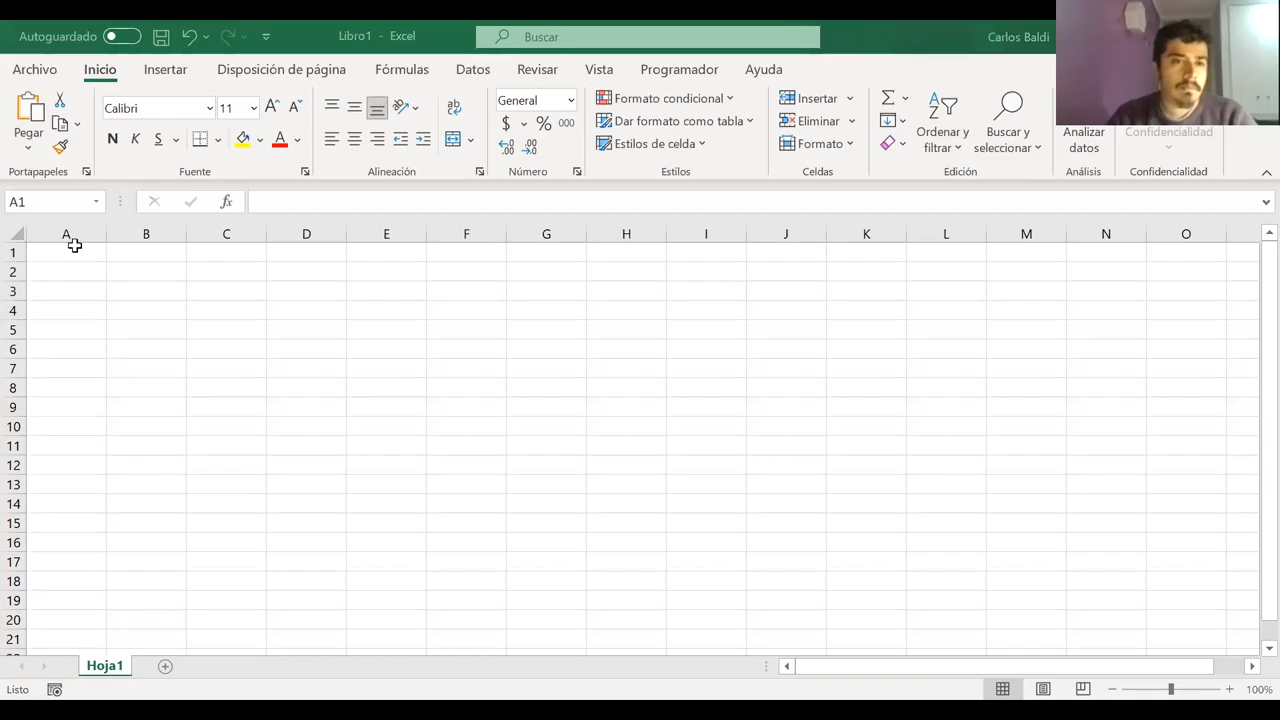 Autoguardado Libro1 - Excel Buscar Carlos Baldi
Archivo Inicio Insertar Disposición de página Fórmulas Datos Revisar Vista Programador Ayuda
Pegar
Portapapeles
Calibri 11
N K S
Fuente
Alineación
General
$ % 000
Número
Formato condicional
Dar formato como tabla
Estilos de celda
Estilos
Insertar
Eliminar
Formato
Celdas
Ordenar y
filtrar
Buscar y
seleccionar
Edición
Analizar
datos
Análisis
Confidencialidad
Confidencialidad
A1 fx
A B C D E F G H I J K L M N O
1
2
3
4
5
6
7
8
9
10
11
12
13
14
15
16
17
18
19
20
21
Hoja1
Listo 100%